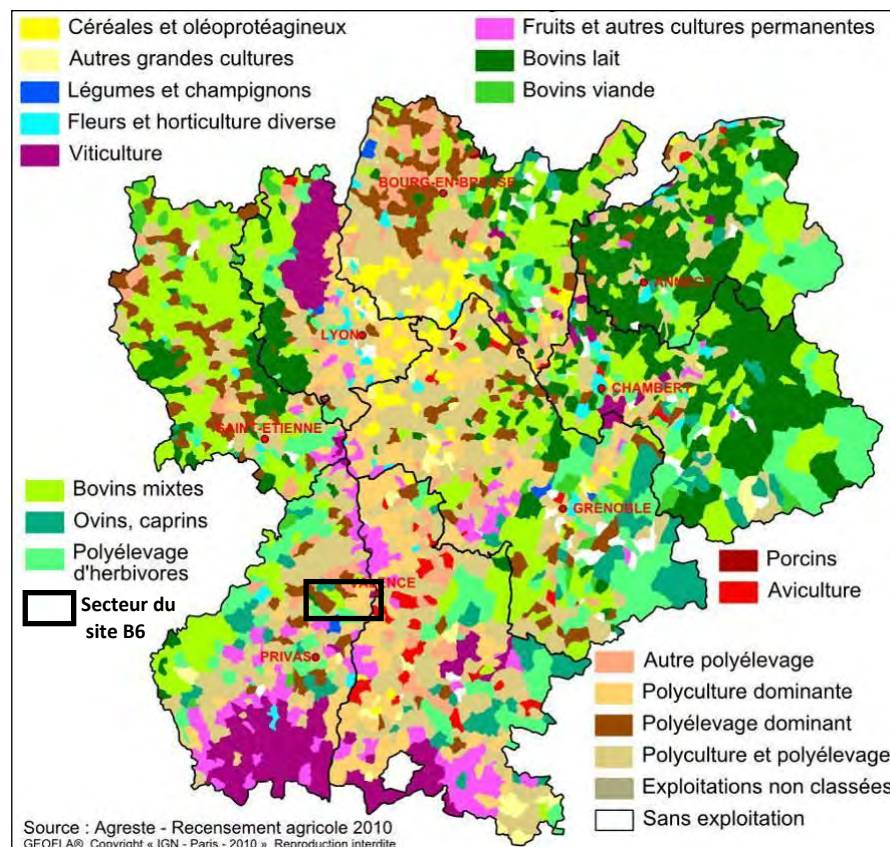 Céréales et oléoprotéagineux
Autres grandes cultures
Légumes et champignons
Fleurs et horticulture diverse
Viticulture
Fruits et autres cultures permanentes
Bovins lait
Bovins viande
BOURG-EN-BRESSE
ANNECY
LYON
CHAMBERY
SAINT-ETIENNE
GRENOBLE
VALENCE
PRIVAS
Bovins mixtes
Ovins, caprins
Polyélevage
d'herbivores
Secteur du
site B6
Porcins
Aviculture
Autre polyélevage
Polyculture dominante
Polyélevage dominant
Polyculture et polyélevage
Exploitations non classées
Sans exploitation
Source : Agreste - Recensement agricole 2010
GEOFLA® Copyright « IGN - Paris - 2010 » Reproduction interdite